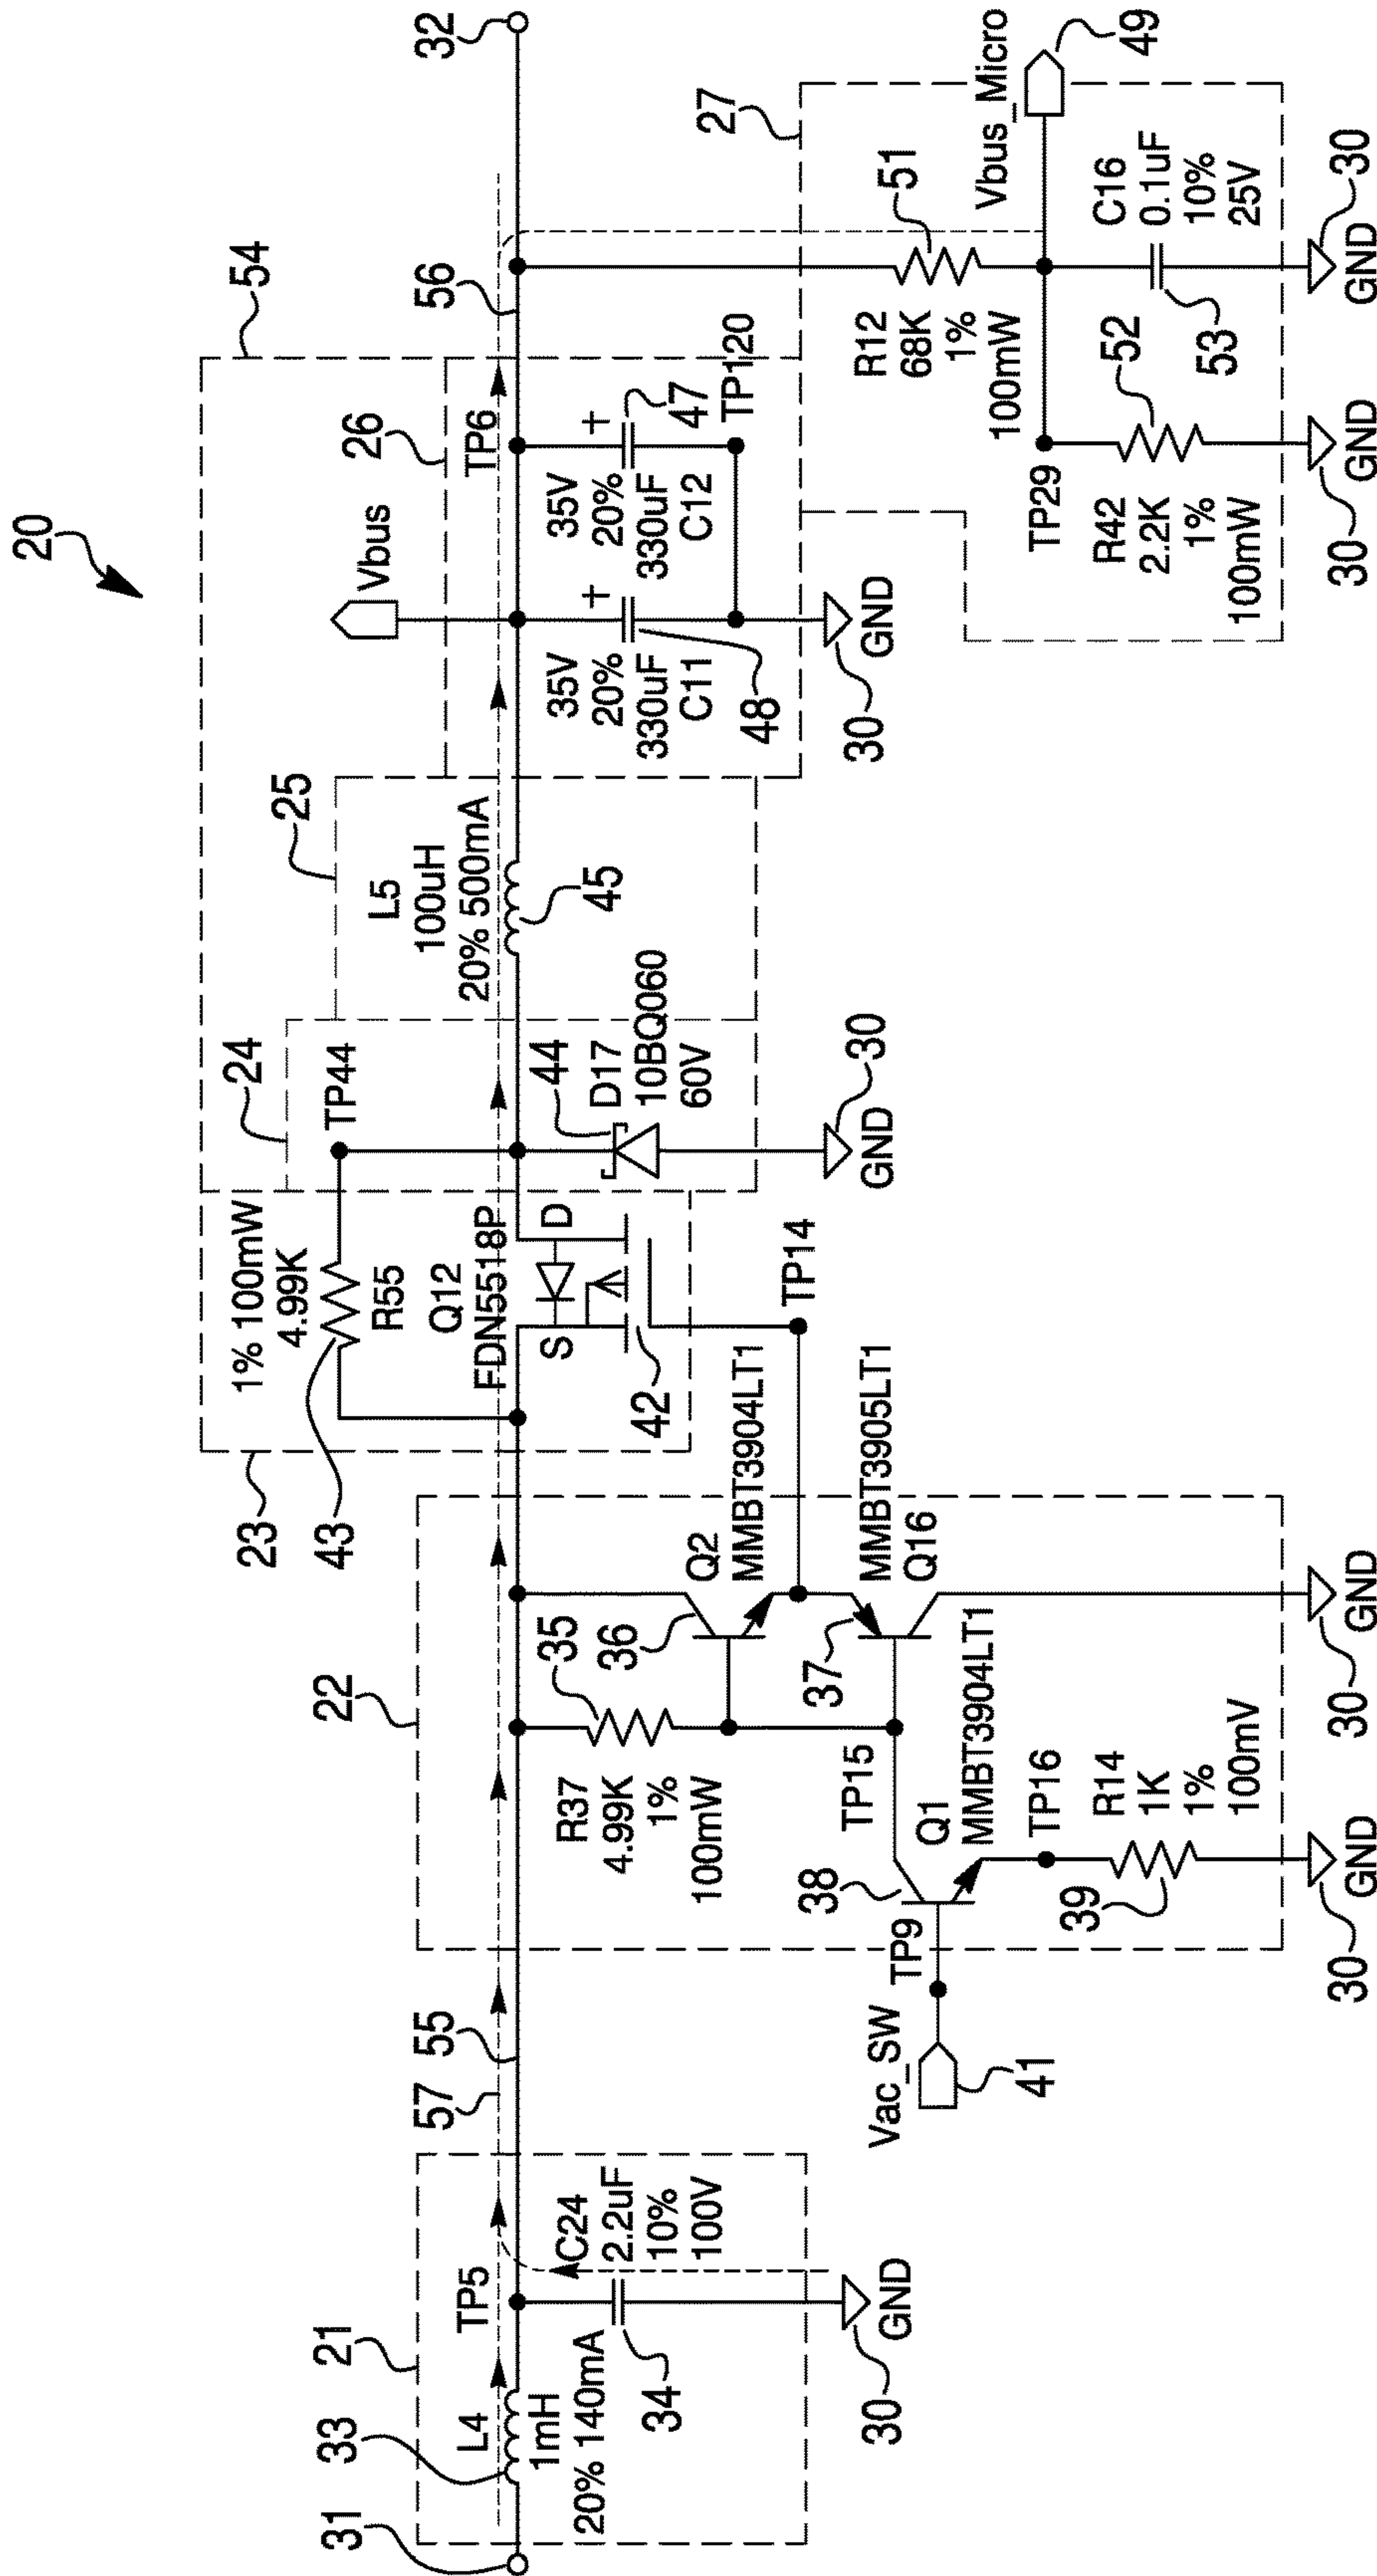 20
54
26
25
24
23
22
21
32
56
27
Vbus
TP6
35V
20%
330uF
C12
47
TP120
35V
20%
330uF
C11
48
30
GND
L5
100uH
20% 500mA
45
TP44
44
D17
10BQ060
60V
30
GND
1% 100mW
4.99K
R55
43
Q12
FDN5518P
S
D
42
TP14
51
R12
68K
1%
100mW
Vbus_Micro
49
C16
0.1uF
10%
25V
53
30
GND
TP29
52
R42
2.2K
1%
100mW
30
GND
35
R37
4.99K
1%
100mW
36
Q2
MMBT3904LT1
37
MMBT3905LT1
Q16
30
GND
TP15
38
Q1
MMBT3904LT1
TP9
Vac_SW
41
TP16
39
R14
1K
1%
100mV
30
GND
55
57
31
33
L4
1mH
20% 140mA
TP5
C24
2.2uF
10%
100V
34
30
GND